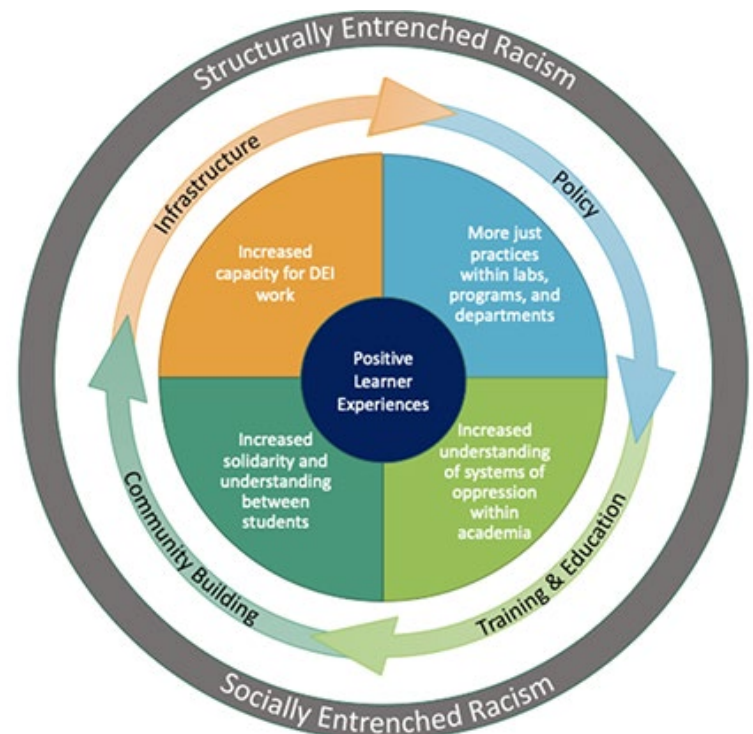 Structurally Entrenched Racism
Infrastructure
Policy
Increased
capacity for DEI
work
More just
practices
within labs,
programs, and
departments
Positive
Learner
Experiences
Increased
solidarity and
understanding
between
students
Increased
understanding
of systems of
oppression
within
academia
Community Building
Training & Education
Socially Entrenched Racism